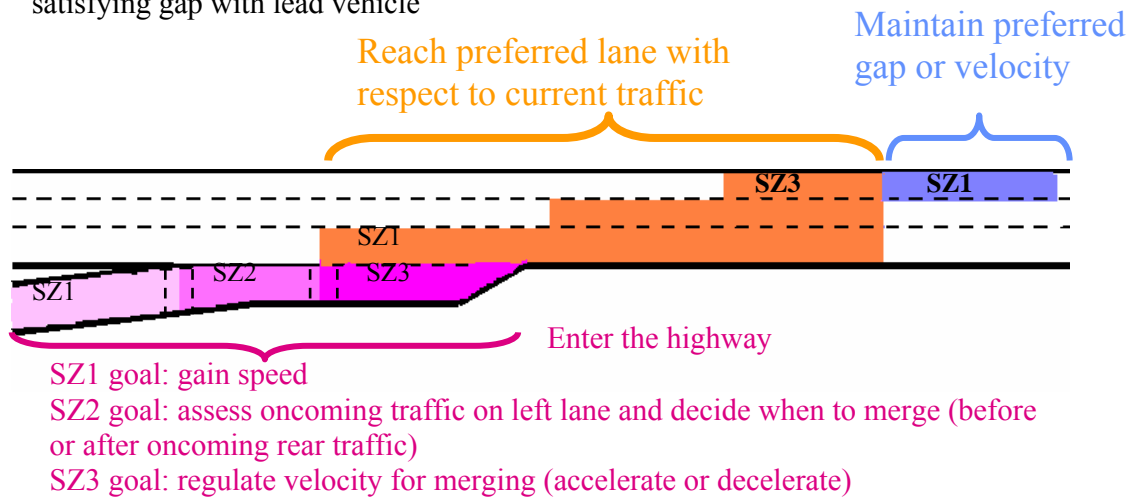 satisfying gap with lead vehicle
Maintain preferred
gap or velocity
Reach preferred lane with
respect to current traffic
SZ3
SZ1
SZ1
SZ2
SZ3
SZ1
Enter the highway
SZ1 goal: gain speed
SZ2 goal: assess oncoming traffic on left lane and decide when to merge (before
or after oncoming rear traffic)
SZ3 goal: regulate velocity for merging (accelerate or decelerate)